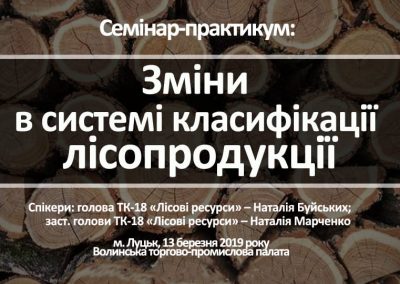 Семінар-практикум:
Зміни
в системі класифікації
лісопродукції
Спікери: голова ТК-18 «Лісові ресурси» – Наталія Буйських;
заст. голови ТК-18 «Лісові ресурси» – Наталія Марченко
м. Луцьк, 13 березня 2019 року
Волинська торгово-промислова палата